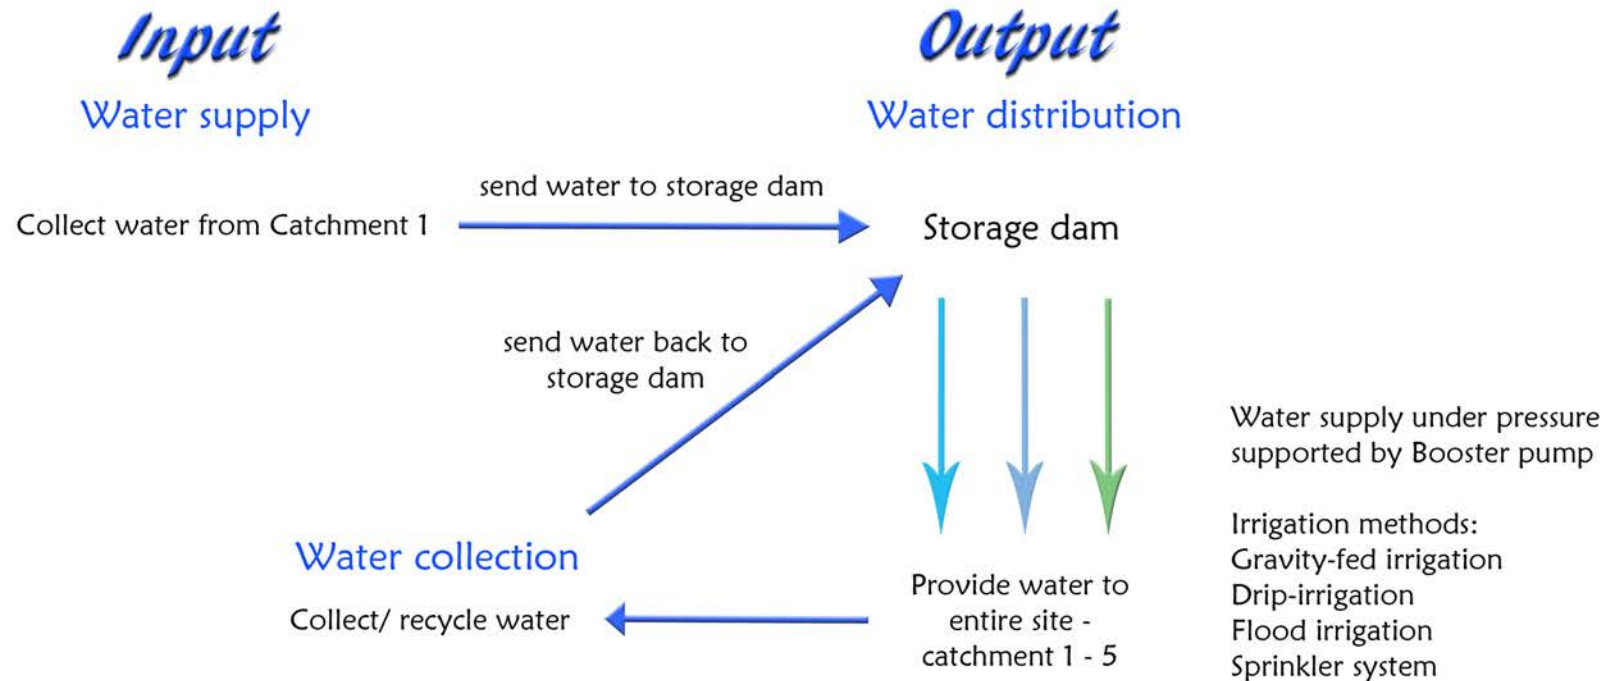 Input
Output
Water supply
Water distribution
send water to storage dam
Collect water from Catchment 1
Storage dam
send water back to
storage dam
Water supply under pressure
supported by Booster pump
Irrigation methods:
Gravity-fed irrigation
Drip-irrigation
Flood irrigation
Sprinkler system
Water collection
Collect/ recycle water
Provide water to
entire site -
catchment 1 - 5